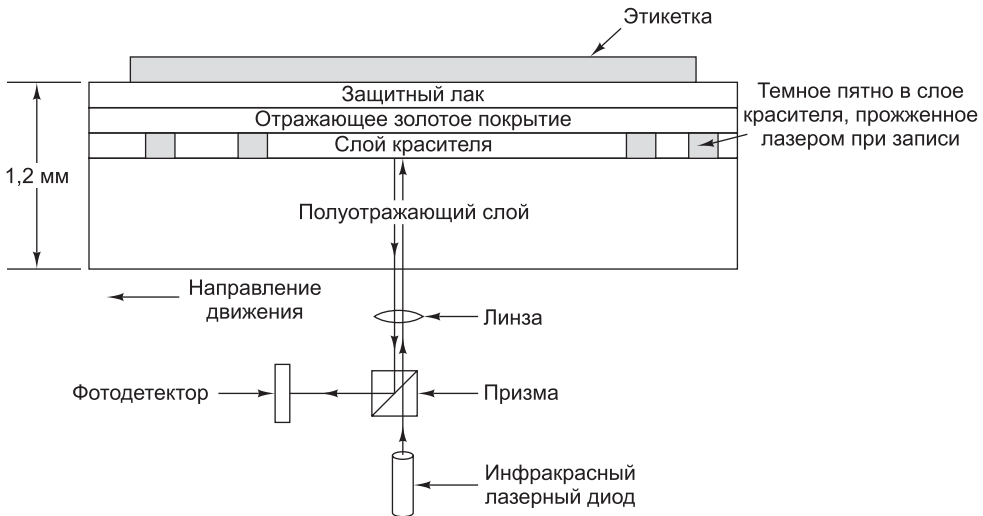 Этикетка
Защитный лак
Отражающее золотое покрытие
Слой красителя
Темное пятно в слое
красителя, прожженное
лазером при записи
1,2 мм
Полуотражающий слой
Направление
движения
Линза
Фотодетектор
Призма
Инфракрасный
лазерный диод